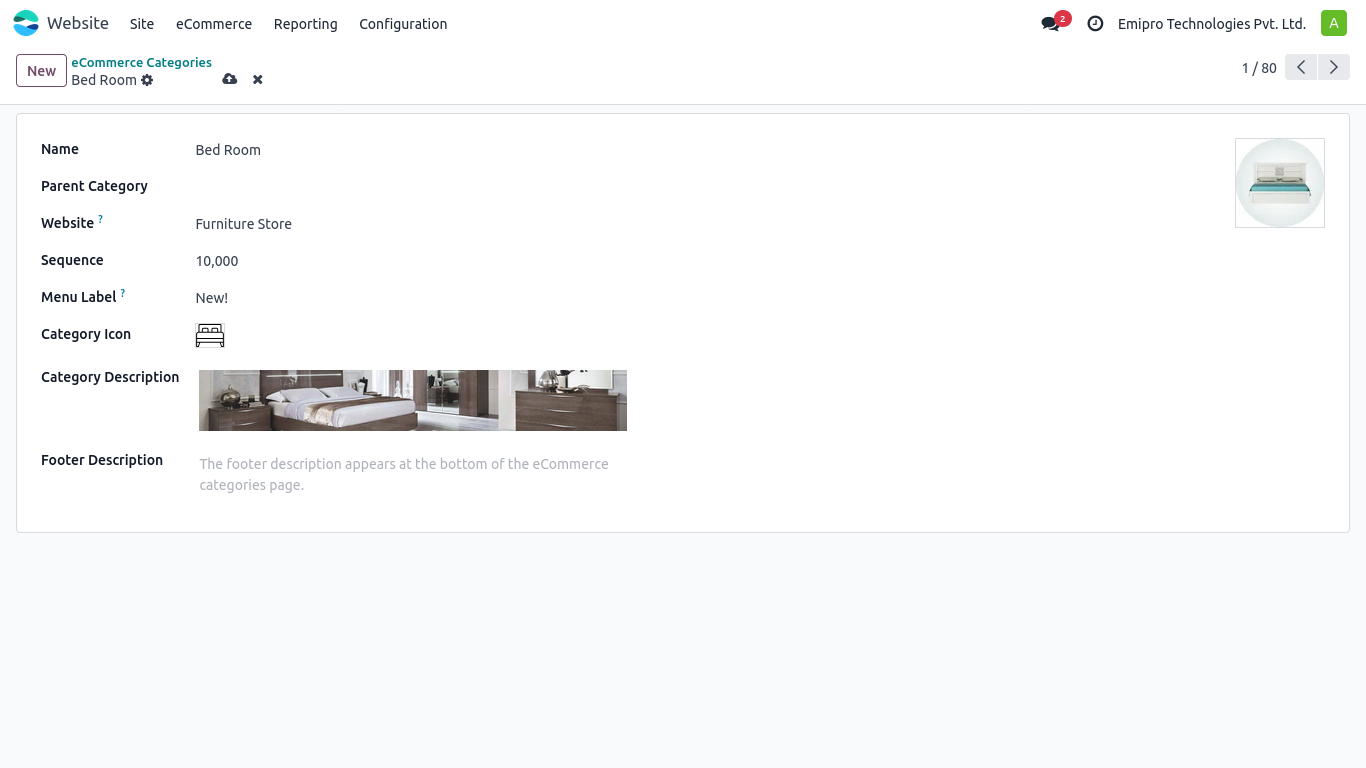 Website Site eCommerce Reporting Configuration 2 Emipro Technologies Pvt. Ltd. A
New eCommerce Categories
Bed Room
1 / 80
Name Bed Room
Parent Category
Website ? Furniture Store
Sequence 10,000
Menu Label ? New!
Category Icon
Category Description
Footer Description The footer description appears at the bottom of the eCommerce
categories page.